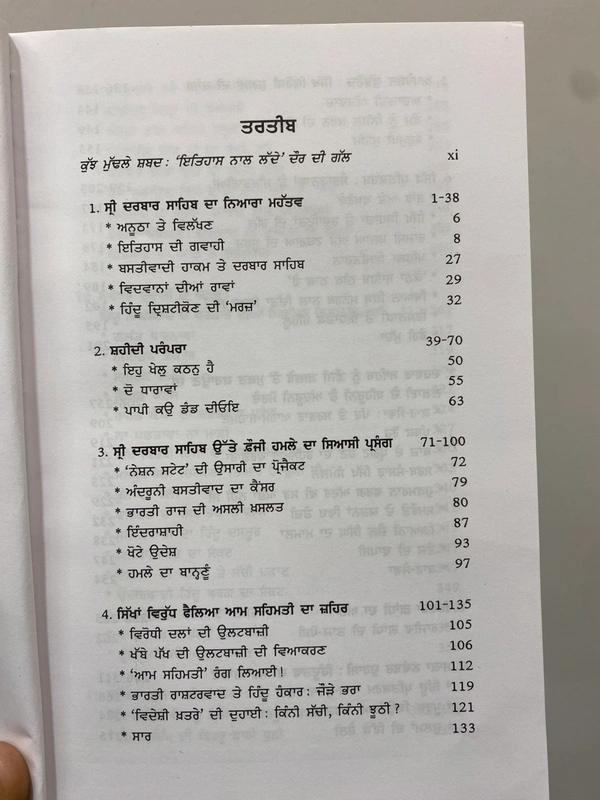 ਤਰਤੀਬ
ਕੁੱਝ ਮੁੱਢਲੇ ਸ਼ਬਦ : ‘ਇਤਿਹਾਸ ਨਾਲ ਲੱਦੇ’ ਦੌਰ ਦੀ ਗੱਲ xi
1. ਸ੍ਰੀ ਦਰਬਾਰ ਸਾਹਿਬ ਦਾ ਨਿਆਰਾ ਮਹੱਤਵ 1-38
* ਅਨੂਠਾ ਤੇ ਵਿਲੱਖਣ 6
* ਇਤਿਹਾਸ ਦੀ ਗਵਾਹੀ 8
* ਬਸਤੀਵਾਦੀ ਹਾਕਮ ਤੇ ਦਰਬਾਰ ਸਾਹਿਬ 27
* ਵਿਦਵਾਨਾਂ ਦੀਆਂ ਰਾਵਾਂ 29
* ਹਿੰਦੂ ਦ੍ਰਿਸ਼ਟੀਕੋਣ ਦੀ ‘ਮਰਜ਼’ 32
2. ਸ਼ਹੀਦੀ ਪਰੰਪਰਾ 39-70
* ਇਹੁ ਖੇਲੁ ਕਠਨੁ ਹੈ 50
* ਦੋ ਧਾਰਾਵਾਂ 55
* ਪਾਪੀ ਕਉ ਡੰਡ ਦੀਓਇ 63
3. ਸ੍ਰੀ ਦਰਬਾਰ ਸਾਹਿਬ ਉੱਤੇ ਫ਼ੌਜੀ ਹਮਲੇ ਦਾ ਸਿਆਸੀ ਪ੍ਰਸੰਗ 71-100
* ‘ਨੇਸ਼ਨ ਸਟੇਟ’ ਦੀ ਉਸਾਰੀ ਦਾ ਪ੍ਰੋਜੈਕਟ 72
* ਅੰਦਰੂਨੀ ਬਸਤੀਵਾਦ ਦਾ ਕੈਂਸਰ 79
* ਭਾਰਤੀ ਰਾਜ ਦੀ ਅਸਲੀ ਖ਼ਸਲਤ 80
* ਇੰਦਰਾਸ਼ਾਹੀ 87
* ਖੋਟੇ ਉਦੇਸ਼ 93
* ਹਮਲੇ ਦਾ ਬਾਨ੍ਹਣੂੰ 97
4. ਸਿੱਖਾਂ ਵਿਰੁੱਧ ਫੈਲਿਆ ਆਮ ਸਹਿਮਤੀ ਦਾ ਜ਼ਹਿਰ 101-135
* ਵਿਰੋਧੀ ਦਲਾਂ ਦੀ ਉਲਟਬਾਜ਼ੀ 105
* ਖੱਬੇ ਪੱਖ ਦੀ ਉਲਟਬਾਜ਼ੀ ਦੀ ਵਿਆਕਰਣ 106
* ‘ਆਮ ਸਹਿਮਤੀ’ ਰੰਗ ਲਿਆਈ! 112
* ਭਾਰਤੀ ਰਾਸ਼ਟਰਵਾਦ ਤੇ ਹਿੰਦੂ ਹੰਕਾਰ : ਜੌੜੇ ਭਰਾ 119
* ‘ਵਿਦੇਸ਼ੀ ਖ਼ਤਰੇ’ ਦੀ ਦੁਹਾਈ : ਕਿੰਨੀ ਸੱਚੀ, ਕਿੰਨੀ ਝੂਠੀ ? 121
* ਸਾਰ 133